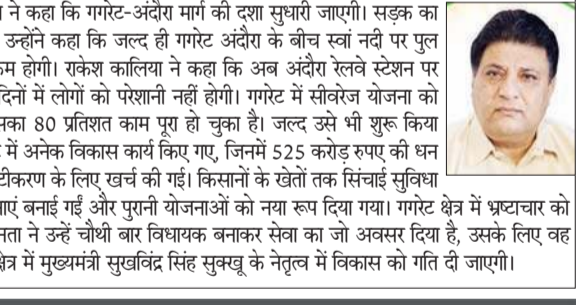 ने कहा कि गगरेट-अंदौरा मार्ग की दशा सुधारी जाएगी। सड़क का
उन्होंने कहा कि जल्द ही गगरेट अंदौरा के बीच स्वां नदी पर पुल
होगी। राकेश कालिया ने कहा कि अब अंदौरा रेलवे स्टेशन पर
दिनों में लोगों को परेशानी नहीं होगी। गगरेट में सीवरेज योजना को
80 प्रतिशत काम पूरा हो चुका है। जल्द उसे भी शुरू किया
में अनेक विकास कार्य किए गए, जिनमें 525 करोड़ रुपए की धन
के लिए खर्च की गई। किसानों के खेतों तक सिंचाई सुविधा
बनाई गईं और पुरानी योजनाओं को नया रूप दिया गया। गगरेट क्षेत्र में भ्रष्टाचार को
ने उन्हें चौथी बार विधायक बनाकर सेवा का जो अवसर दिया है, उसके लिए वह
क्षेत्र में मुख्यमंत्री सुखविंद्र सिंह सुक्खू के नेतृत्व में विकास को गति दी जाएगी।